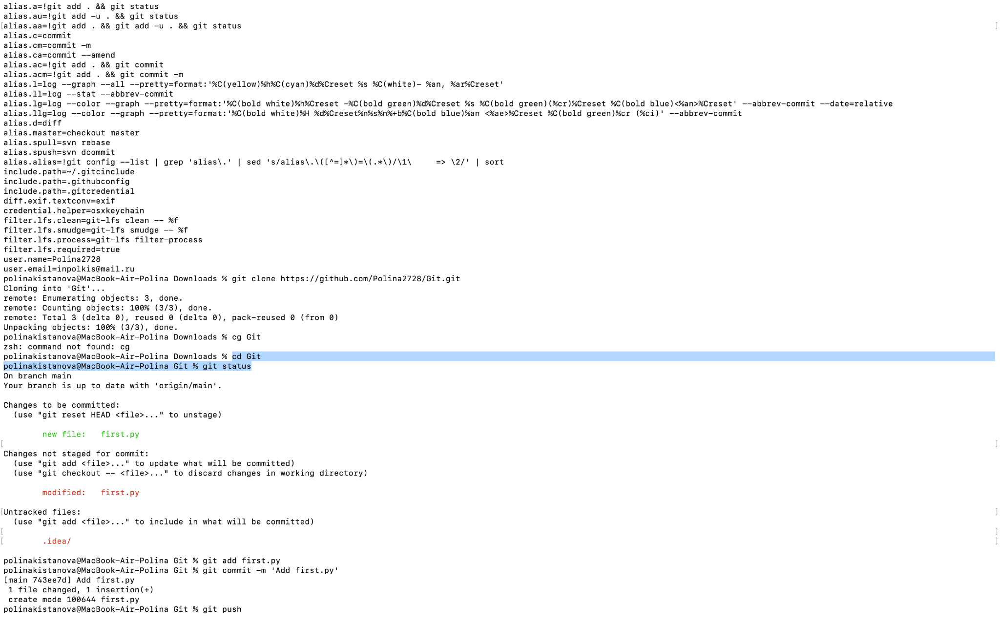 alias.a=!git add . && git status
alias.au=!git add -u . && git status
[alias.aa=!git add . && git add -u . && git status ]
alias.c=commit
alias.cm=commit -m
alias.ca=commit --amend
alias.ac=!git add . && git commit
alias.acm=!git add . && git commit -m
alias.l=log --graph --all --pretty=format:'%C(yellow)%h%C(cyan)%d%Creset %s %C(white)- %an, %ar%Creset'
alias.ll=log --stat --abbrev-commit
alias.lg=log --color --graph --pretty=format:'%C(bold white)%h%Creset -%C(bold green)%d%Creset %s %C(bold green)(%cr)%Creset %C(bold blue)<%an>%Creset' --abbrev-commit --date=relative
alias.llg=log --color --graph --pretty=format:'%C(bold white)%H %d%Creset%n%s%n%+b%C(bold blue)%an <%ae>%Creset %C(bold green)%cr (%ci)' --abbrev-commit
alias.d=diff
alias.master=checkout master
alias.spull=svn rebase
alias.spush=svn dcommit
alias.alias=!git config --list | grep 'alias\.' | sed 's/alias\.\([^=]*\)=\(.*\)/\1\     => \2/' | sort
include.path=~/.gitcinclude
include.path=.githubconfig
include.path=.gitcredential
diff.exif.textconv=exif
credential.helper=osxkeychain
filter.lfs.clean=git-lfs clean -- %f
filter.lfs.smudge=git-lfs smudge -- %f
filter.lfs.process=git-lfs filter-process
filter.lfs.required=true
user.name=Polina2728
user.email=inpolkis@mail.ru
polinakistanova@MacBook-Air-Polina Downloads % git clone https://github.com/Polina2728/Git.git
Cloning into 'Git'...
remote: Enumerating objects: 3, done.
remote: Counting objects: 100% (3/3), done.
remote: Total 3 (delta 0), reused 0 (delta 0), pack-reused 0 (from 0)
Unpacking objects: 100% (3/3), done.
polinakistanova@MacBook-Air-Polina Downloads % cg Git
zsh: command not found: cg
polinakistanova@MacBook-Air-Polina Downloads % cd Git
polinakistanova@MacBook-Air-Polina Git % git status
On branch main
Your branch is up to date with 'origin/main'.

Changes to be committed:
  (use "git reset HEAD <file>..." to unstage)

        new file:   first.py
[ ]
Changes not staged for commit:
  (use "git add <file>..." to update what will be committed)
  (use "git checkout -- <file>..." to discard changes in working directory)

        modified:   first.py

[Untracked files: ]
  (use "git add <file>..." to include in what will be committed)
[ ]
[       .idea/ ]

polinakistanova@MacBook-Air-Polina Git % git add first.py
polinakistanova@MacBook-Air-Polina Git % git commit -m 'Add first.py'
[main 743ee7d] Add first.py
 1 file changed, 1 insertion(+)
 create mode 100644 first.py
polinakistanova@MacBook-Air-Polina Git % git push